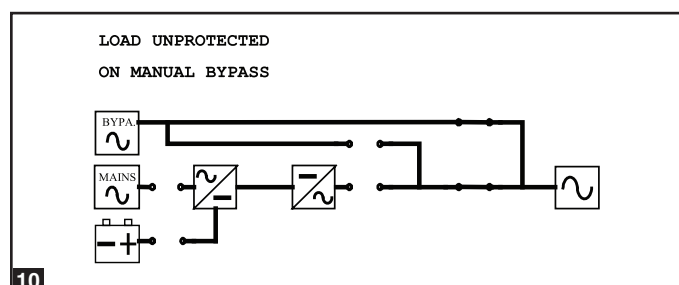 LOAD UNPROTECTED
ON MANUAL BYPASS
BYPA.
MAINS
10